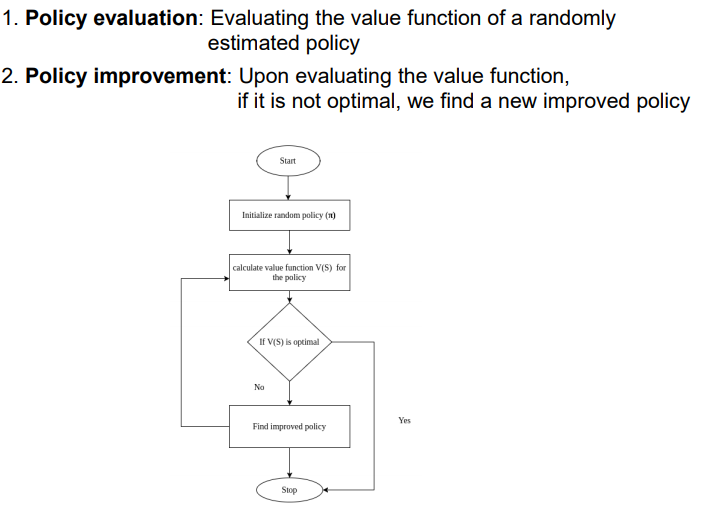 1. Policy evaluation: Evaluating the value function of a randomly
estimated policy
2. Policy improvement: Upon evaluating the value function,
if it is not optimal, we find a new improved policy
Start
Initialize random policy (π)
calculate value function V(S) for
the policy
If V(S) is optimal
No
Find improved policy
Yes
Stop